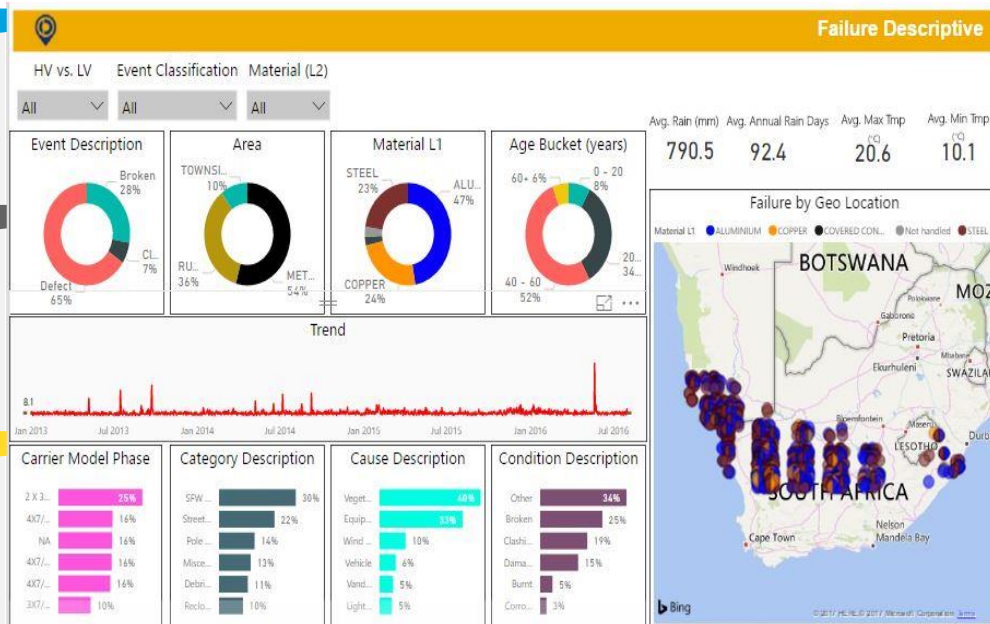 Failure Descriptive
HV vs. LV Event Classification Material (L2)
All All All
Avg. Rain (mm) Avg. Annual Rain Days Avg. Max Tmp (°C) Avg. Min Tmp (°C)
790.5 92.4 20.6 10.1
Event Description
Broken
28%
CI...
7%
Defect
65%
Area
TOWNSI...
10%
RU...
36%
MET...
54%
Material L1
STEEL
23%
ALU...
47%
COPPER
24%
Age Bucket (years)
60+ 6%
0 - 20
8%
20...
34...
40 - 60
52%
Failure by Geo Location
Material L1 ALUMINIUM COPPER COVERED CON... Not handled STEEL
Windhoek
BOTSWANA
Polokwane
MOZ
Gaborone
Pretoria
Mbabane
Ekurhuleni
SWAZILA
Bloemfontein
Maseru
LESOTHO
Durb
SOUTH AFRICA
Nelson
Mandela Bay
Cape Town
Bing
© 2017 HERE © 2017 Microsoft Corporation Terms
Trend
8.1
Jan 2013 Jul 2013 Jan 2014 Jul 2014 Jan 2015 Jul 2015 Jan 2016 Jul 2016
Carrier Model Phase
2 X 3... 25%
4X7/... 16%
NA 16%
4X7/... 16%
4X7/... 16%
3X7/... 10%
Category Description
SFW... 30%
Street... 22%
Pole... 14%
Misce... 13%
Debri... 11%
Reclo... 10%
Cause Description
Veget... 40%
Equip... 33%
Wind... 10%
Vehicle 6%
Vand... 5%
Light... 5%
Condition Description
Other 34%
Broken 25%
Clashi... 19%
Dama... 15%
Burnt 5%
Corro... 3%